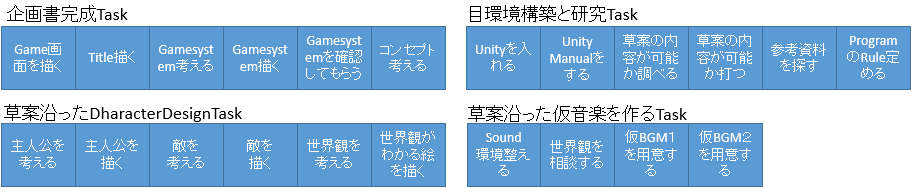 企画書完成Task
Game画
面を描く
Title描く
Gamesyst
em考える
Gamesyst
em描く
Gamesyst
emを確認
してもらう
コンセプト
考える
目環境構築と研究Task
Unityを入
れる
Unity
Manualを
する
草案の内
容が可能
か調べる
草案の内
容が可能
か打つ
参考資料
を探す
Program
のRule定
める
草案沿ったDharacterDesignTask
主人公を
考える
主人公を
描く
敵を
考える
敵を
描く
世界観を
考える
世界観が
わかる絵
を描く
草案沿った仮音楽を作るTask
Sound
環境整え
る
世界観を
相談する
仮BGM１
を用意す
る
仮BGM２
を用意す
る